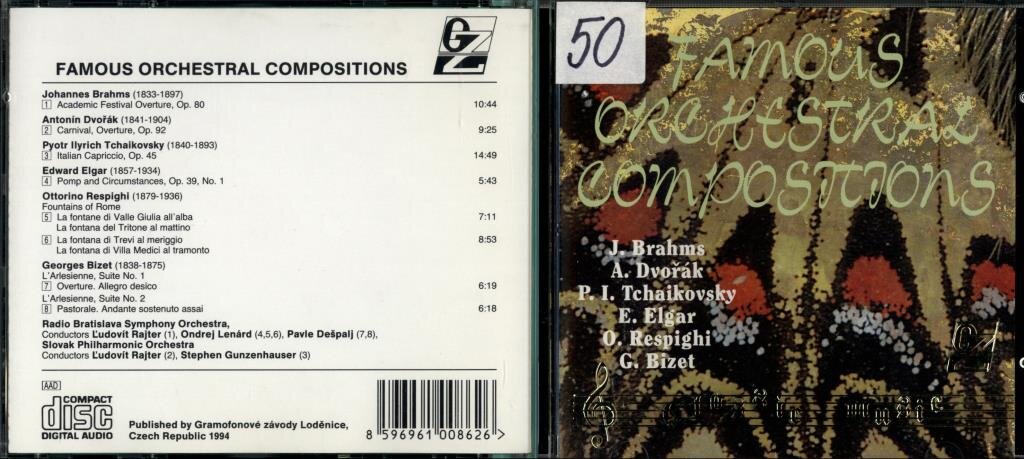 GZ
FAMOUS ORCHESTRAL COMPOSITIONS
Johannes Brahms (1833-1897)
1 Academic Festival Overture, Op. 80 10:44
Antonín Dvořák (1841-1904)
2 Carnival, Overture, Op. 92 9:25
Pyotr Ilyrich Tchaikovsky (1840-1893)
3 Italian Capriccio, Op. 45 14:49
Edward Elgar (1857-1934)
4 Pomp and Circumstances, Op. 39, No. 1 5:43
Ottorino Respighi (1879-1936)
Fountains of Rome
5 La fontane di Valle Giulia all'alba 7:11
La fontana del Tritone al mattino
6 La fontana di Trevi al meriggio 8:53
La fontana di Villa Medici al tramonto
Georges Bizet (1838-1875)
L'Arlesienne, Suite No. 1
7 Overture. Allegro desico 6:19
L'Arlesienne, Suite No. 2
8 Pastorale. Andante sostenuto assai 6:18
Radio Bratislava Symphony Orchestra,
Conductors Ľudovít Rajter (1), Ondrej Lenárd (4,5,6), Pavle Dešpalj (7,8),
Slovak Philharmonic Orchestra
Conductors Ľudovít Rajter (2), Stephen Gunzenhauser (3)
AAD
COMPACT
disc
DIGITAL AUDIO
Published by Gramofonové závody Loděnice,
Czech Republic 1994
8 596961 008626 >
50
FAMOUS
ORCHESTRAL
COMPOSITIONS
J. Brahms
A. Dvořák
P. I. Tchaikovsky
E. Elgar
O. Respighi
G. Bizet
21
Classic music